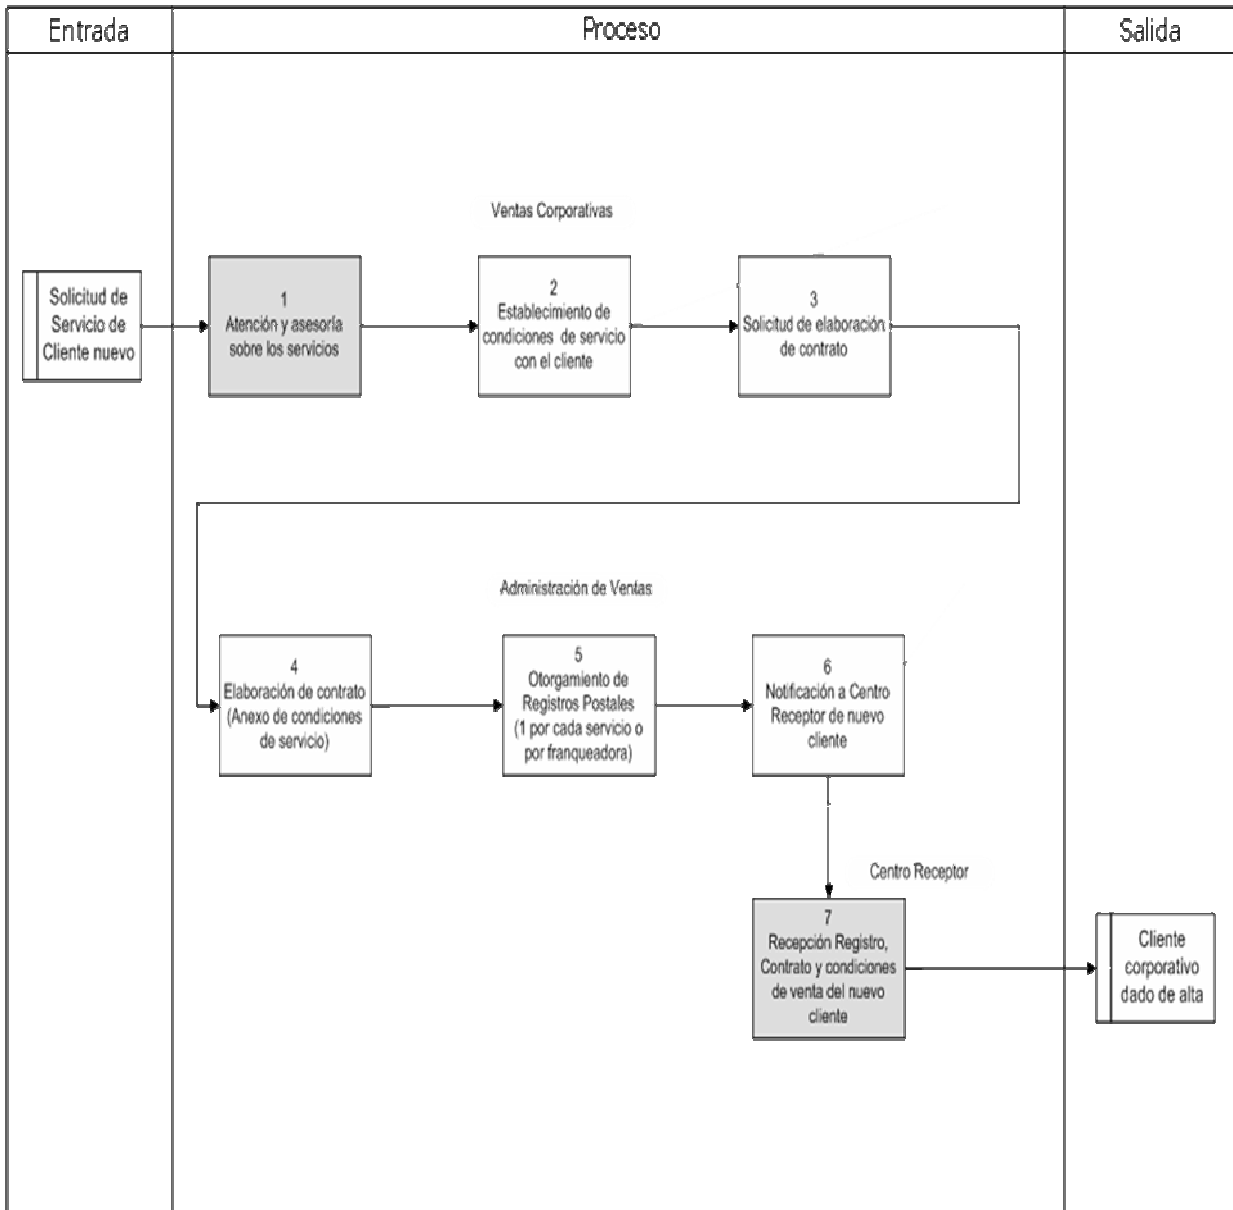 Entrada
Proceso
Salida
Ventas Corporativas
Solicitud de
Servicio de
Cliente nuevo
1
Atención y asesoría
sobre los servicios
2
Establecimiento de
condiciones de servicio
con el cliente
3
Solicitud de elaboración
de contrato
Administración de Ventas
4
Elaboración de contrato
(Anexo de condiciones
de servicio)
5
Otorgamiento de
Registros Postales
(1 por cada servicio o
por franqueadora)
6
Notificación a Centro
Receptor de nuevo
cliente
Centro Receptor
7
Recepción Registro,
Contrato y condiciones
de venta del nuevo
cliente
Cliente
corporativo
dado de alta